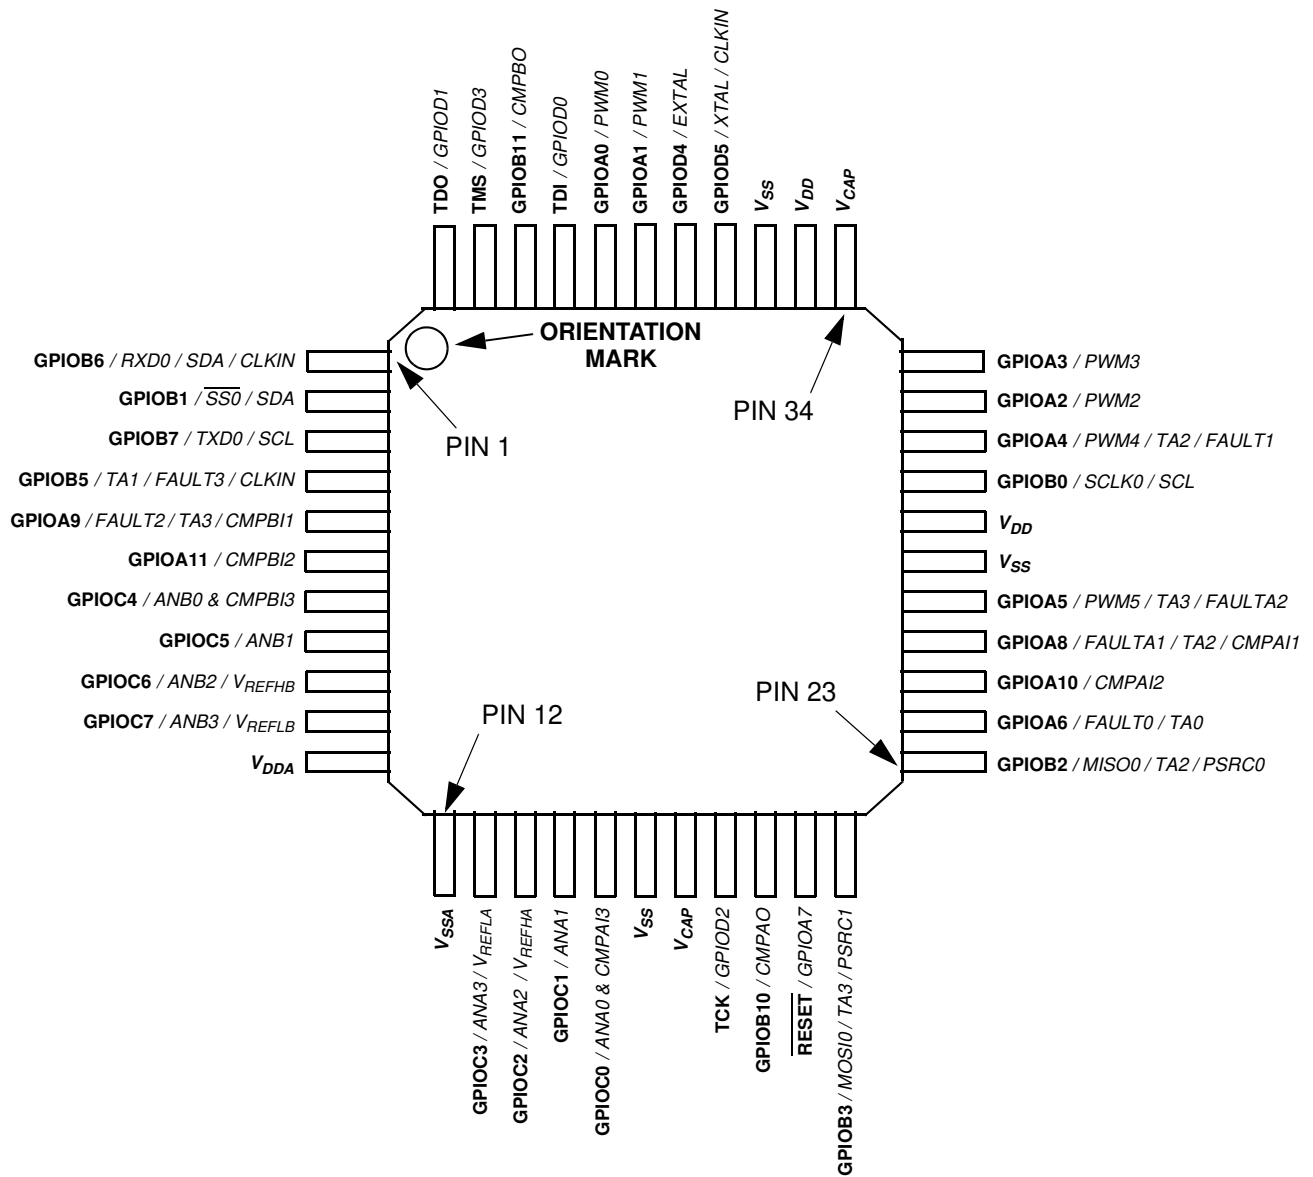 TDO / GPIOD1
TMS / GPIOD3
GPIOB11 / CMPBO
TDI / GPIOD0
GPIOA0 / PWM0
GPIOA1 / PWM1
GPIOD4 / EXTAL
GPIOD5 / XTAL / CLKIN
VSS
VDD
VCAP
ORIENTATION
MARK
PIN 1
PIN 34
GPIOB6 / RXD0 / SDA / CLKIN
GPIOB1 / S̅S̅0̅ / SDA
GPIOB7 / TXD0 / SCL
GPIOB5 / TA1 / FAULT3 / CLKIN
GPIOA9 / FAULT2 / TA3 / CMPBI1
GPIOA11 / CMPBI2
GPIOC4 / ANB0 & CMPBI3
GPIOC5 / ANB1
GPIOC6 / ANB2 / VREFHB
GPIOC7 / ANB3 / VREFLB
VDDA
GPIOA3 / PWM3
GPIOA2 / PWM2
GPIOA4 / PWM4 / TA2 / FAULT1
GPIOB0 / SCLK0 / SCL
VDD
VSS
GPIOA5 / PWM5 / TA3 / FAULTA2
GPIOA8 / FAULTA1 / TA2 / CMPAI1
GPIOA10 / CMPAI2
GPIOA6 / FAULT0 / TA0
GPIOB2 / MISO0 / TA2 / PSRC0
PIN 12
PIN 23
VSSA
GPIOC3 / ANA3 / VREFLA
GPIOC2 / ANA2 / VREFHA
GPIOC1 / ANA1
GPIOC0 / ANA0 & CMPAI3
VSS
VCAP
TCK / GPIOD2
GPIOB10 / CMPAO
R̅E̅S̅E̅T̅ / GPIOA7
GPIOB3 / MOSI0 / TA3 / PSRC1